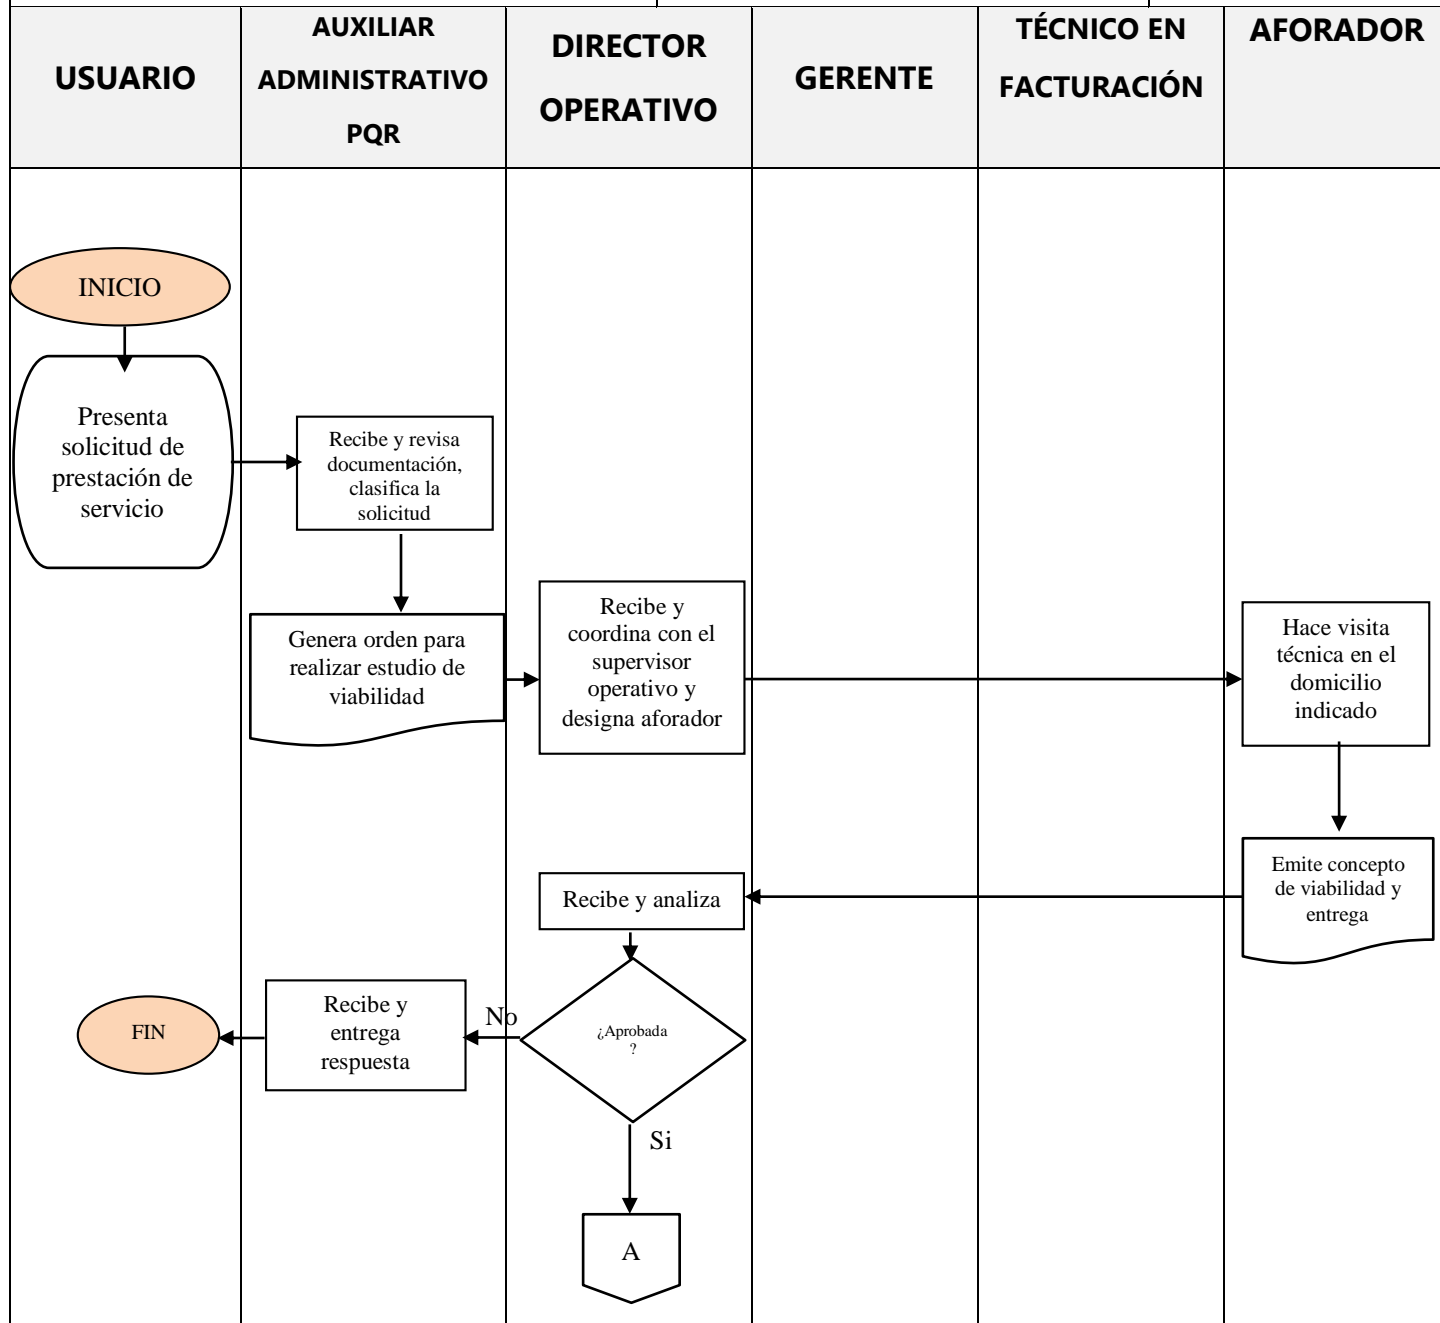 USUARIO
AUXILIAR
ADMINISTRATIVO
PQR
DIRECTOR
OPERATIVO
GERENTE
TÉCNICO EN
FACTURACIÓN
AFORADOR
INICIO
Presenta
solicitud de
prestación de
servicio
Recibe y revisa
documentación,
clasifica la
solicitud
Genera orden para
realizar estudio de
viabilidad
Recibe y
coordina con el
supervisor
operativo y
designa aforador
Hace visita
técnica en el
domicilio
indicado
Emite concepto
de viabilidad y
entrega
Recibe y analiza
¿Aprobada
?
No
Recibe y
entrega
respuesta
FIN
Si
A